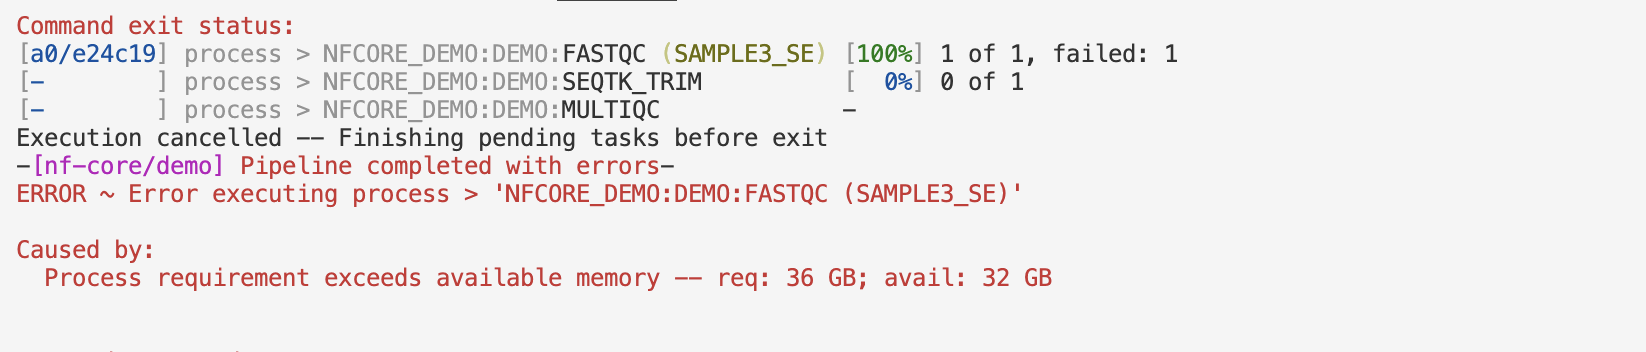 Command exit status:
[a0/e24c19] process > NFCORE_DEMO:DEMO:FASTQC (SAMPLE3_SE) [100%] 1 of 1, failed: 1
[-        ] process > NFCORE_DEMO:DEMO:SEQTK_TRIM          [  0%] 0 of 1
[-        ] process > NFCORE_DEMO:DEMO:MULTIQC             -
Execution cancelled -- Finishing pending tasks before exit
-[nf-core/demo] Pipeline completed with errors-
ERROR ~ Error executing process > 'NFCORE_DEMO:DEMO:FASTQC (SAMPLE3_SE)'
Caused by:
  Process requirement exceeds available memory -- req: 36 GB; avail: 32 GB